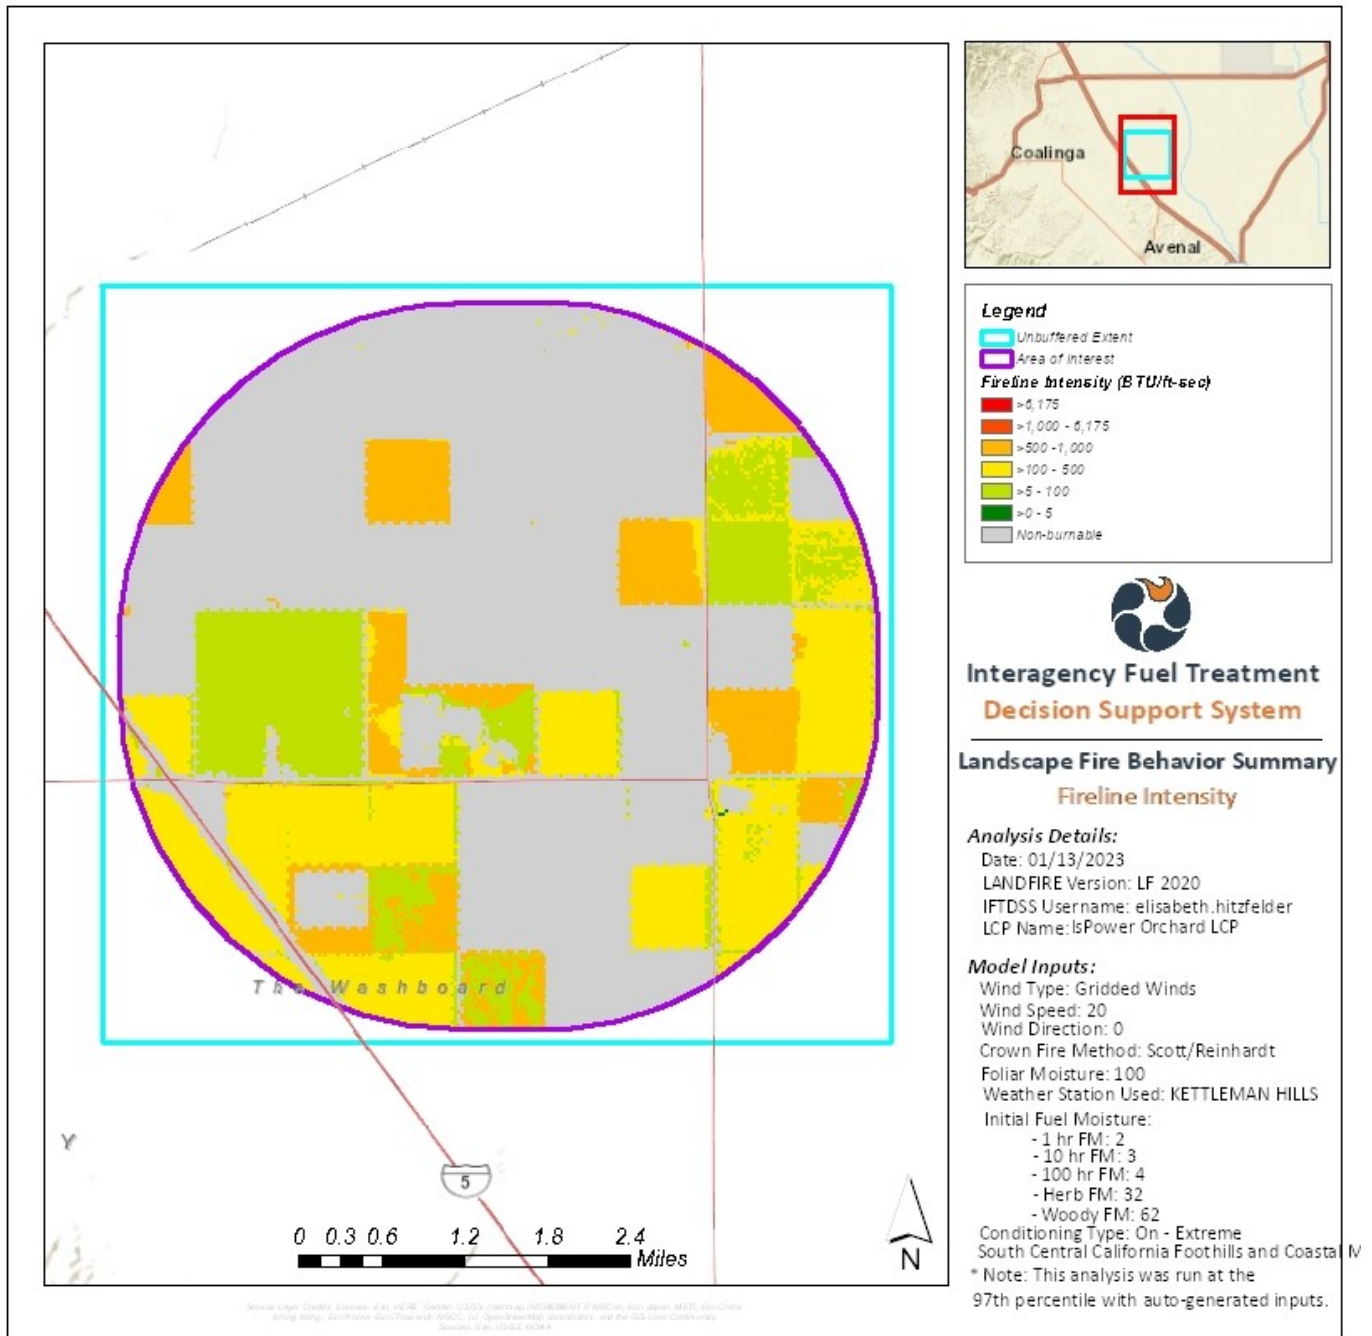 Coalinga
Avenal
Legend
Unbuffered Extent
Area of Interest
Fireline Intensity (BTU/ft-sec)
>6,175
>1,000 - 6,175
>500 -1,000
>100 - 500
>5 - 100
>0 - 5
Non-burnable
Interagency Fuel Treatment
Decision Support System
Landscape Fire Behavior Summary
Fireline Intensity
Analysis Details:
Date: 01/13/2023
LANDFIRE Version: LF 2020
IFTDSS Username: elisabeth.hitzfelder
LCP Name: IsPower Orchard LCP
Model Inputs:
Wind Type: Gridded Winds
Wind Speed: 20
Wind Direction: 0
Crown Fire Method: Scott/Reinhardt
Foliar Moisture: 100
Weather Station Used: KETTLEMAN HILLS
Initial Fuel Moisture:
- 1 hr FM: 2
- 10 hr FM: 3
- 100 hr FM: 4
- Herb FM: 32
- Woody FM: 62
Conditioning Type: On - Extreme
South Central California Foothills and Coastal M
* Note: This analysis was run at the
97th percentile with auto-generated inputs.
The Washboard
Y
5
0 0.3 0.6 1.2 1.8 2.4
Miles
N